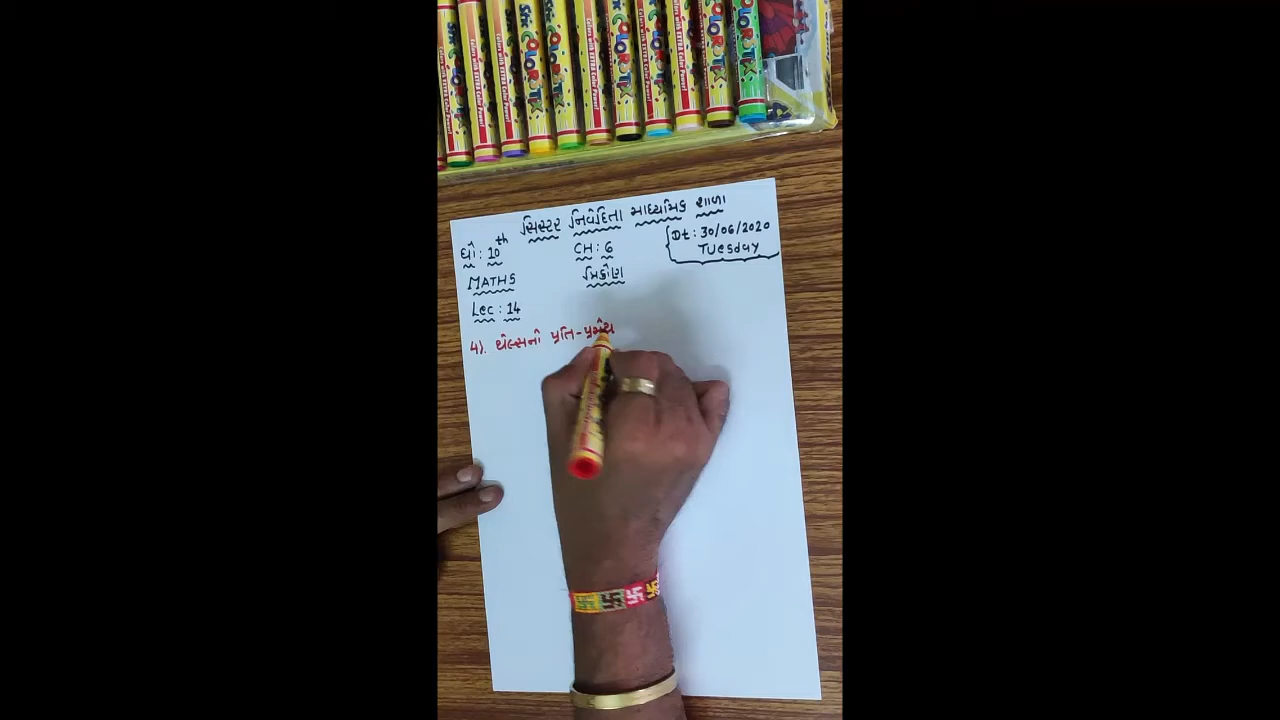 સિસ્ટર નિવેદિતા માધ્યમિક શાળા
ધો : 10th
CH : 6
Dt : 30/06/2020
Tuesday
MATHS
ત્રિકોણ
Lec : 14
4). થેલ્સનો પ્રતિ-પ્રમેય